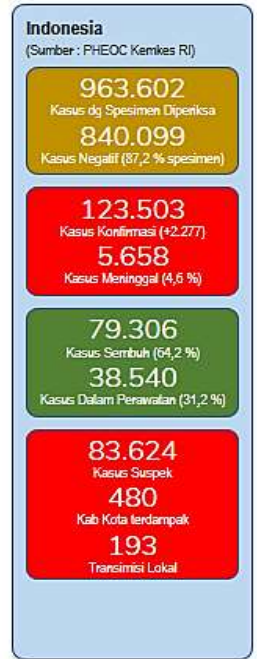 Indonesia
(Sumber : PHEOC Kemkes RI)
963.602
Kasus dg Spesimen Diperiksa
840.099
Kasus Negatif (87,2 % spesimen)
123.503
Kasus Konfirmasi (+2.277)
5.658
Kasus Meninggal (4,6 %)
79.306
Kasus Sembuh (64,2 %)
38.540
Kasus Dalam Perawatan (31,2 %)
83.624
Kasus Suspek
480
Kab Kota terdampak
193
Transimisi Lokal